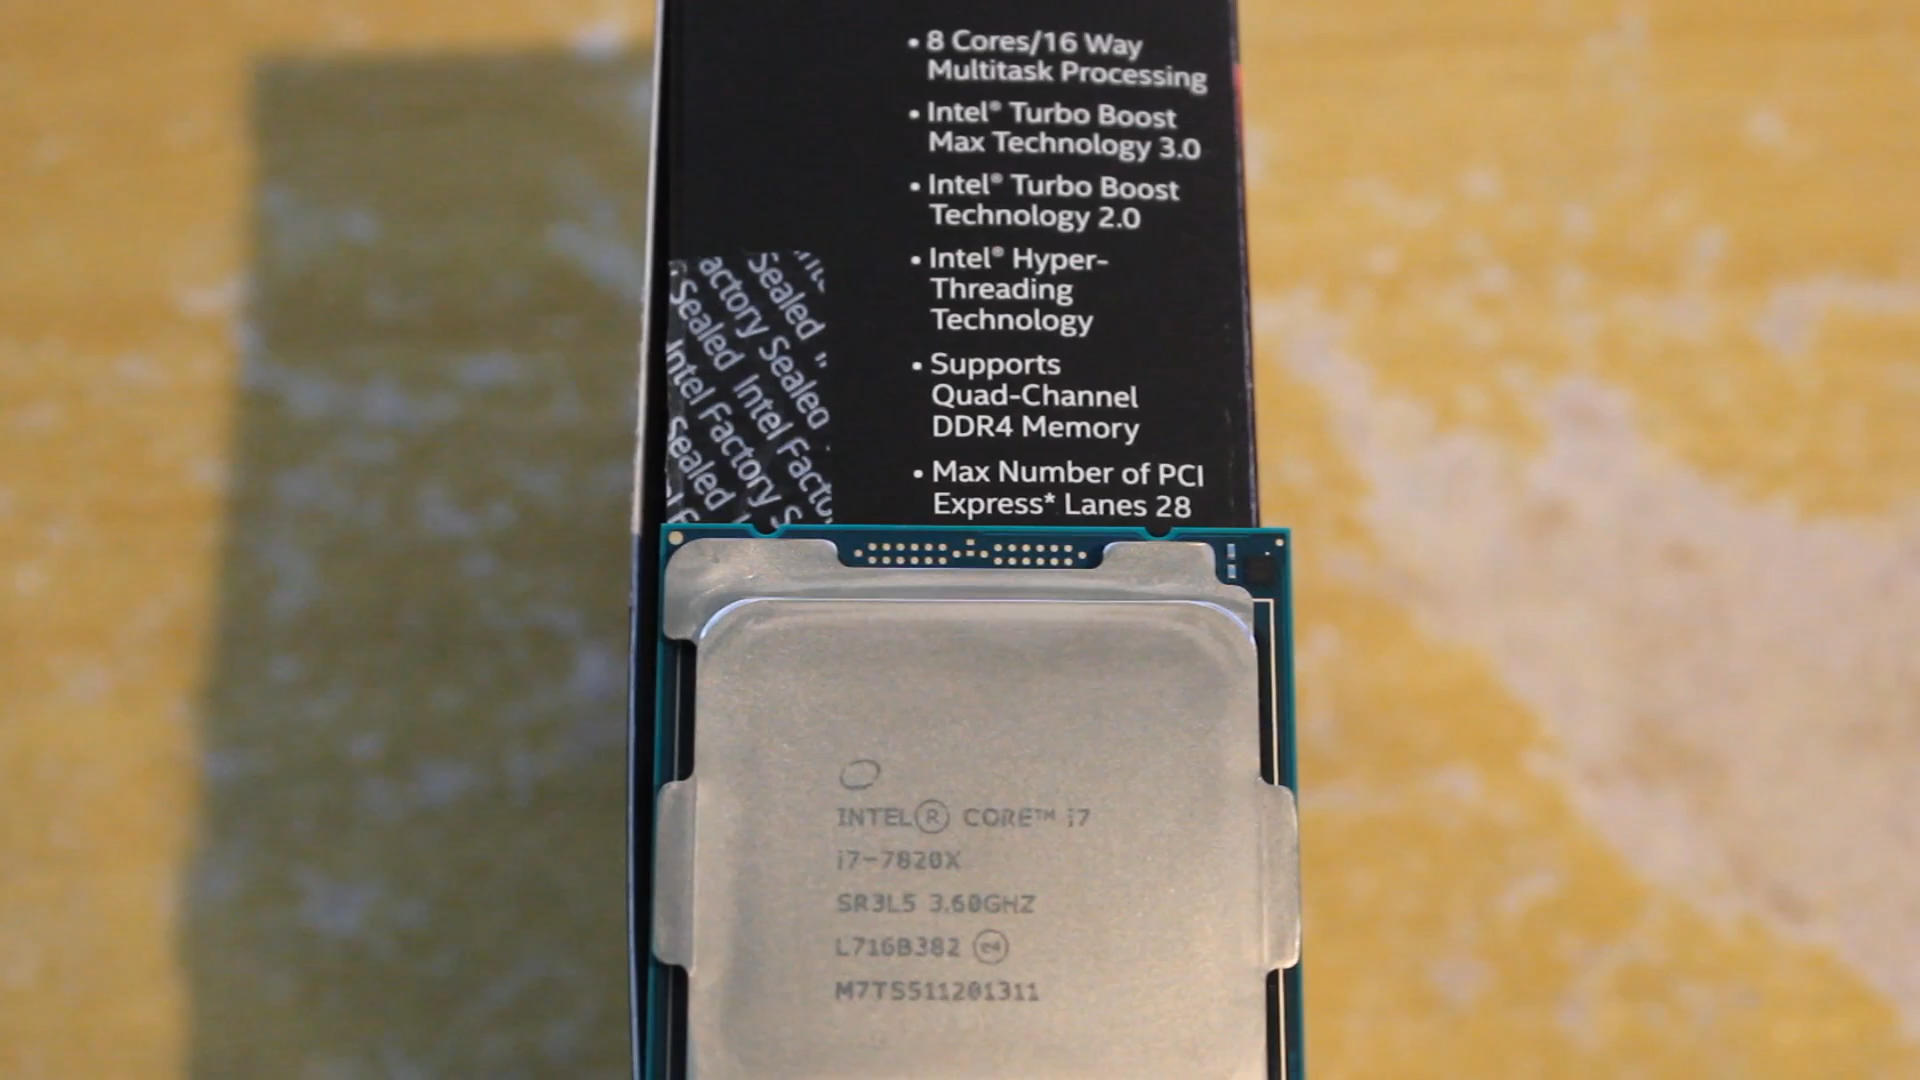 • 8 Cores/16 Way
Multitask Processing
• Intel® Turbo Boost
Max Technology 3.0
• Intel® Turbo Boost
Technology 2.0
• Intel® Hyper-
Threading
Technology
• Supports
Quad-Channel
DDR4 Memory
• Max Number of PCI
Express* Lanes 28
Sealed
actory Sealed
Sealed Intel Facto
Intel Factory S
Sealed
INTEL® CORE™ i7
i7-7820X
SR3L5 3.60GHZ
L716B382 e4
M7TS511201311